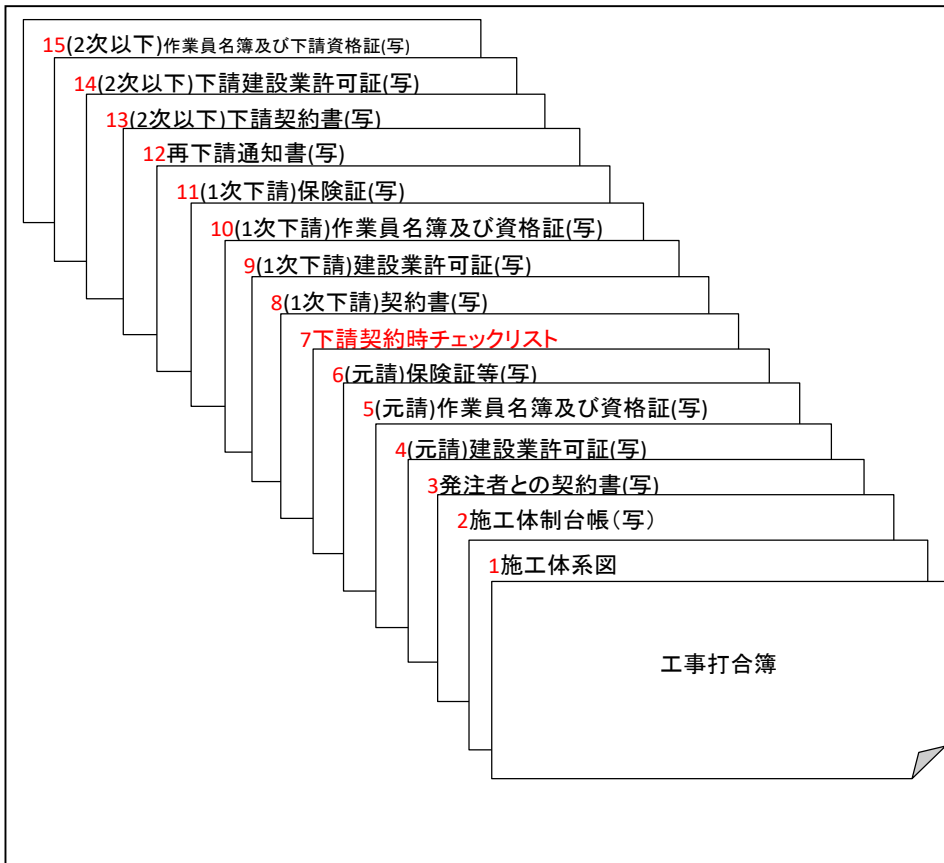 15(2次以下)作業員名簿及び下請資格証(写)
14(2次以下)下請建設業許可証(写)
13(2次以下)下請契約書(写)
12再下請通知書(写)
11(1次下請)保険証(写)
10(1次下請)作業員名簿及び資格証(写)
9(1次下請)建設業許可証(写)
8(1次下請)契約書(写)
7下請契約時チェックリスト
6(元請)保険証等(写)
5(元請)作業員名簿及び資格証(写)
4(元請)建設業許可証(写)
3発注者との契約書(写)
2施工体制台帳（写）
1施工体系図
工事打合簿